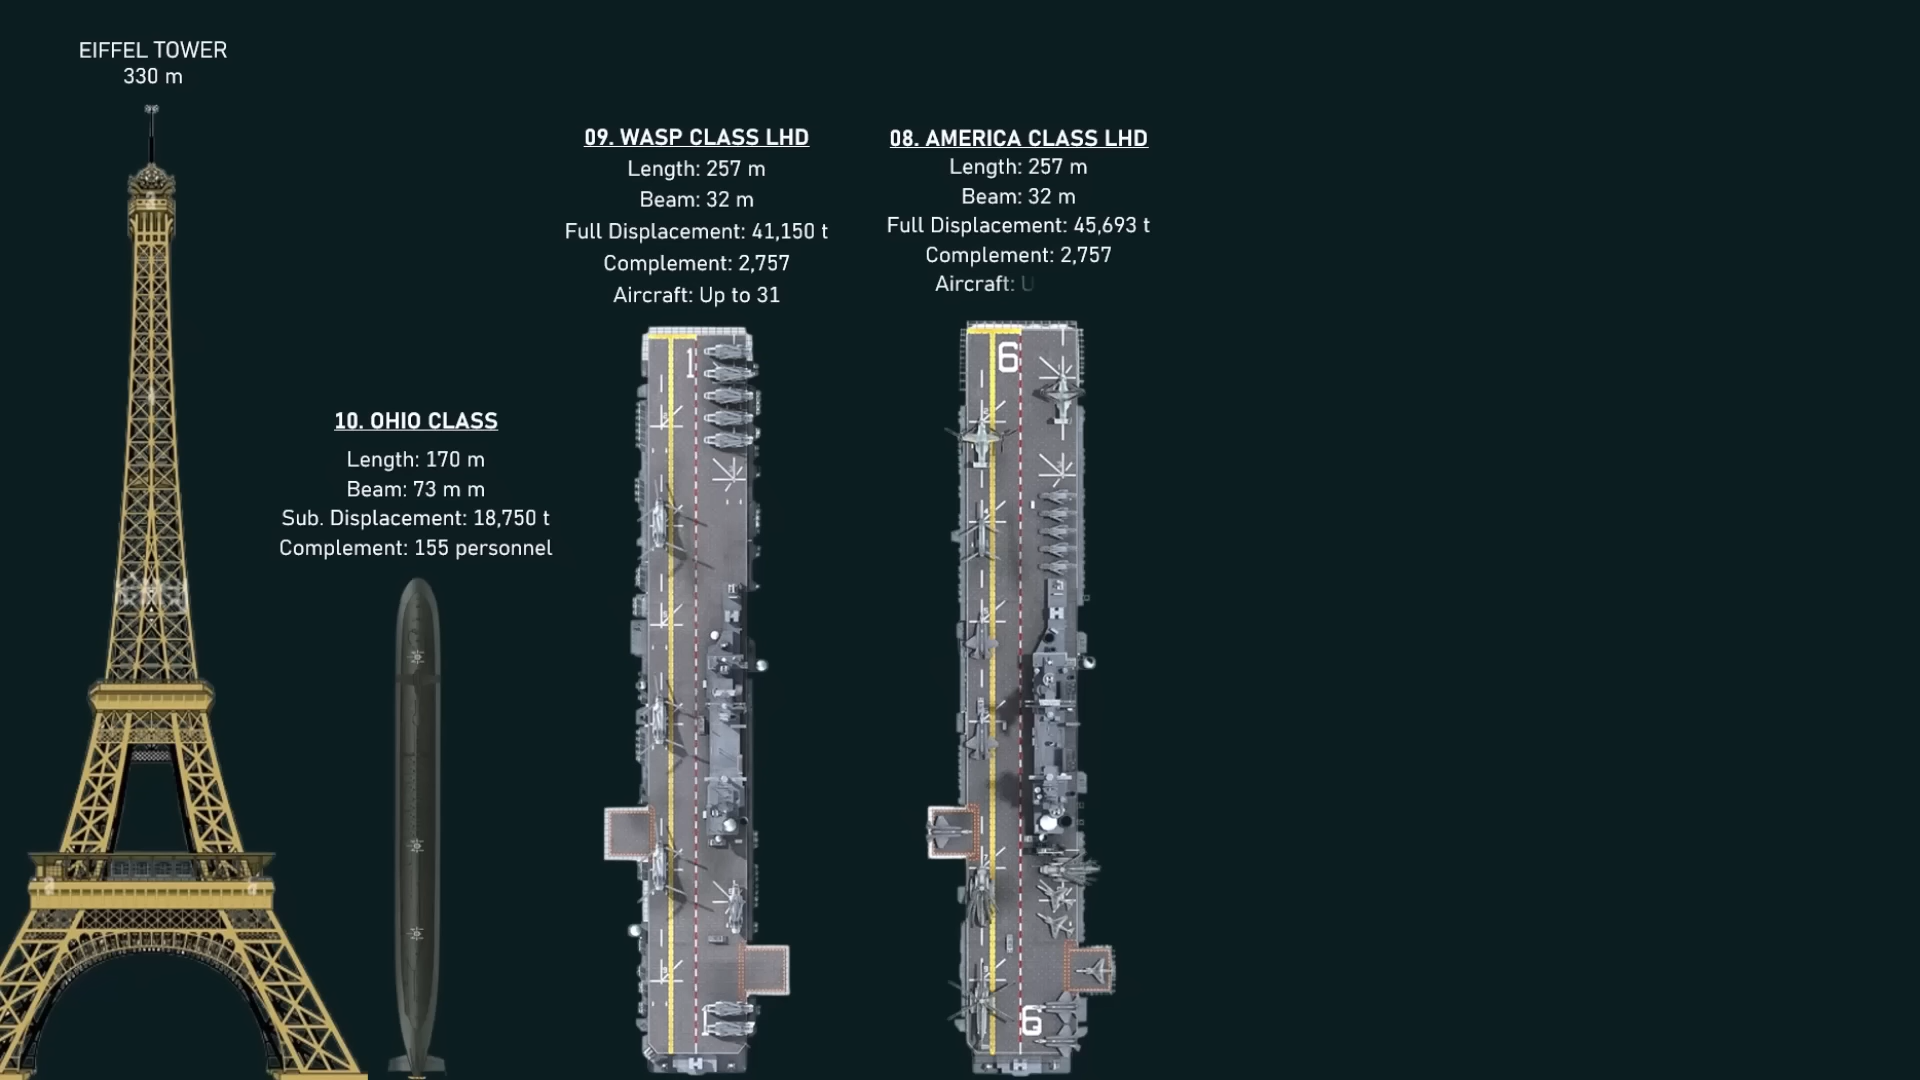 EIFFEL TOWER
330 m
10. OHIO CLASS
Length: 170 m
Beam: 73 m m
Sub. Displacement: 18,750 t
Complement: 155 personnel
09. WASP CLASS LHD
Length: 257 m
Beam: 32 m
Full Displacement: 41,150 t
Complement: 2,757
Aircraft: Up to 31
1
1
08. AMERICA CLASS LHD
Length: 257 m
Beam: 32 m
Full Displacement: 45,693 t
Complement: 2,757
Aircraft: U
6
6